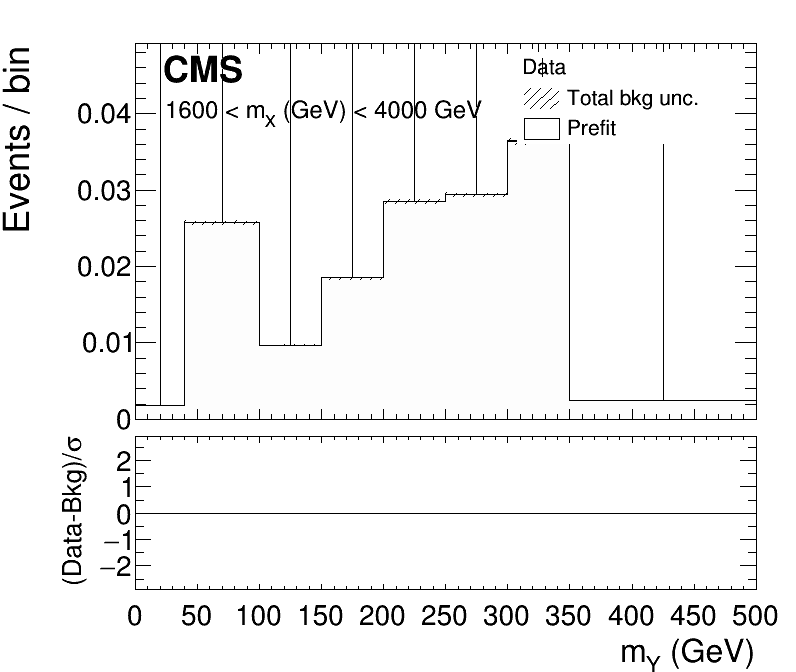 CMS
1600 < mX (GeV) < 4000 GeV
Data
Total bkg unc.
Prefit
Events / bin
0.04
0.03
0.02
0.01
0
(Data-Bkg)/σ
2
1
0
−1
−2
0 50 100 150 200 250 300 350 400 450 500
mY (GeV)